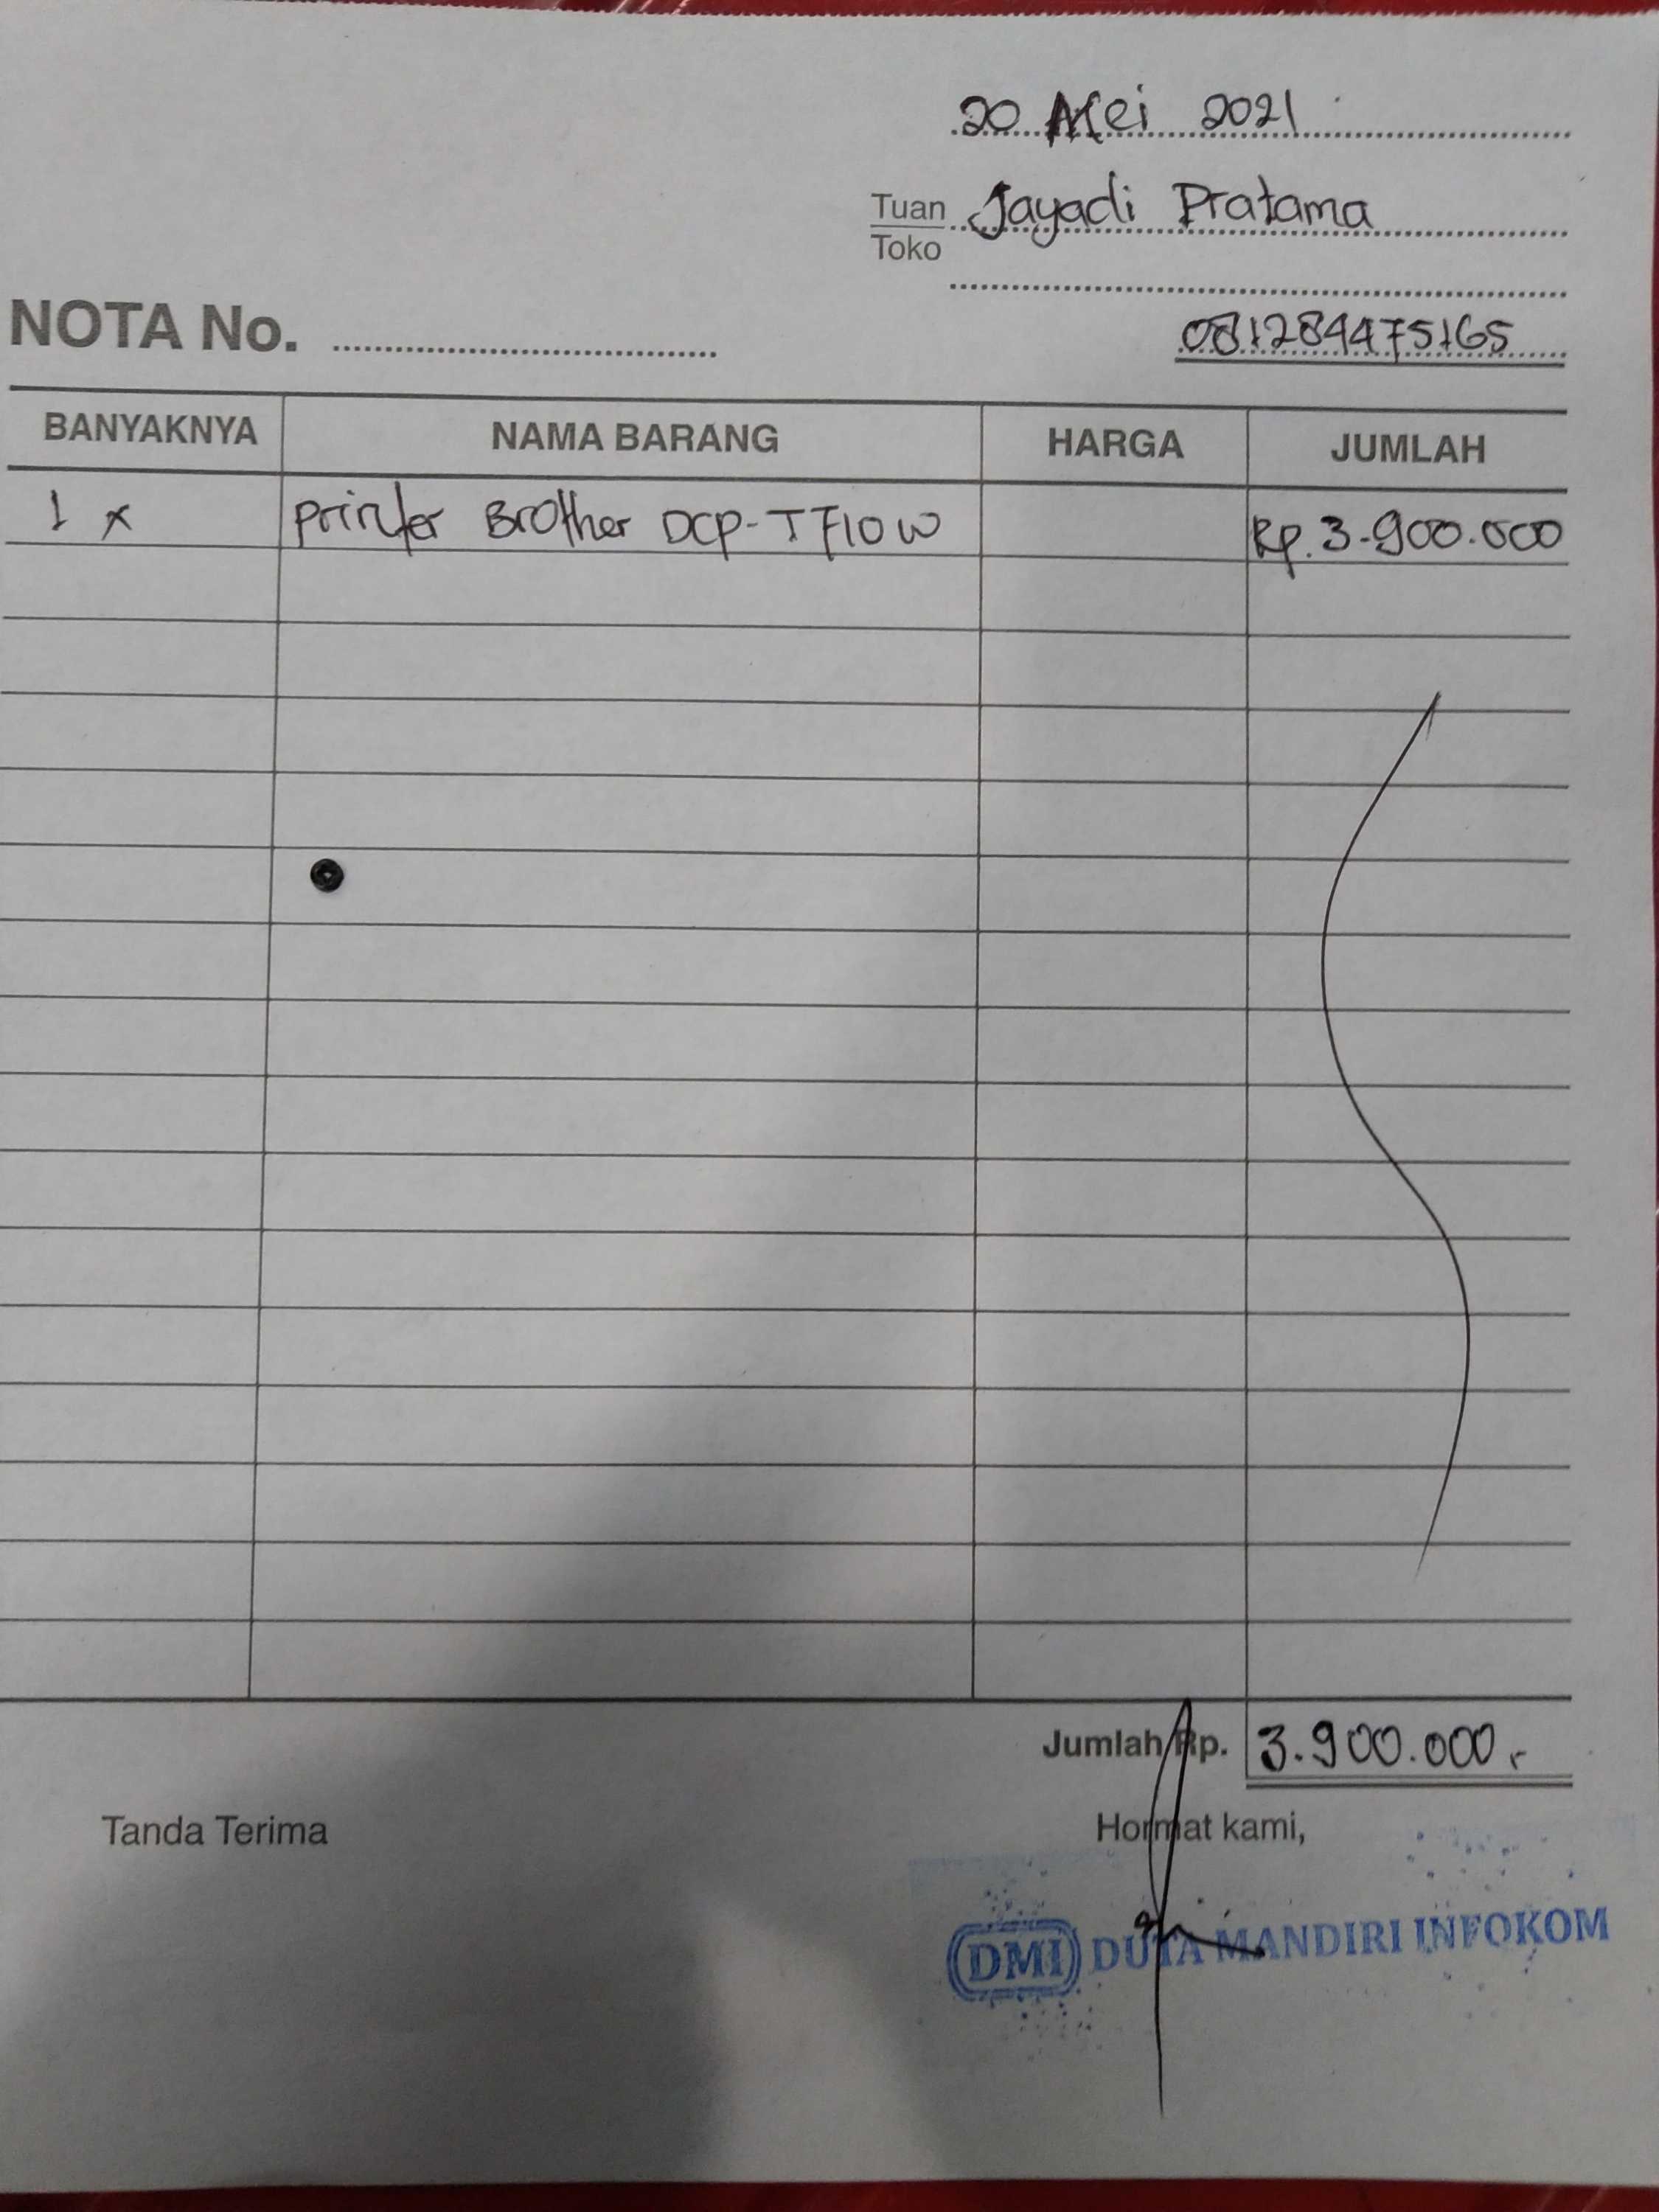 20 Mei 2021
Tuan Jayadi Pratama
Toko
NOTA No. 081284475165
BANYAKNYA NAMA BARANG HARGA JUMLAH
1 x Printer Brother DCP-T710W Rp. 3.900.000
Jumlah Rp. 3.900.000,-
Tanda Terima Hormat kami,
DMI DUTA MANDIRI INFOKOM